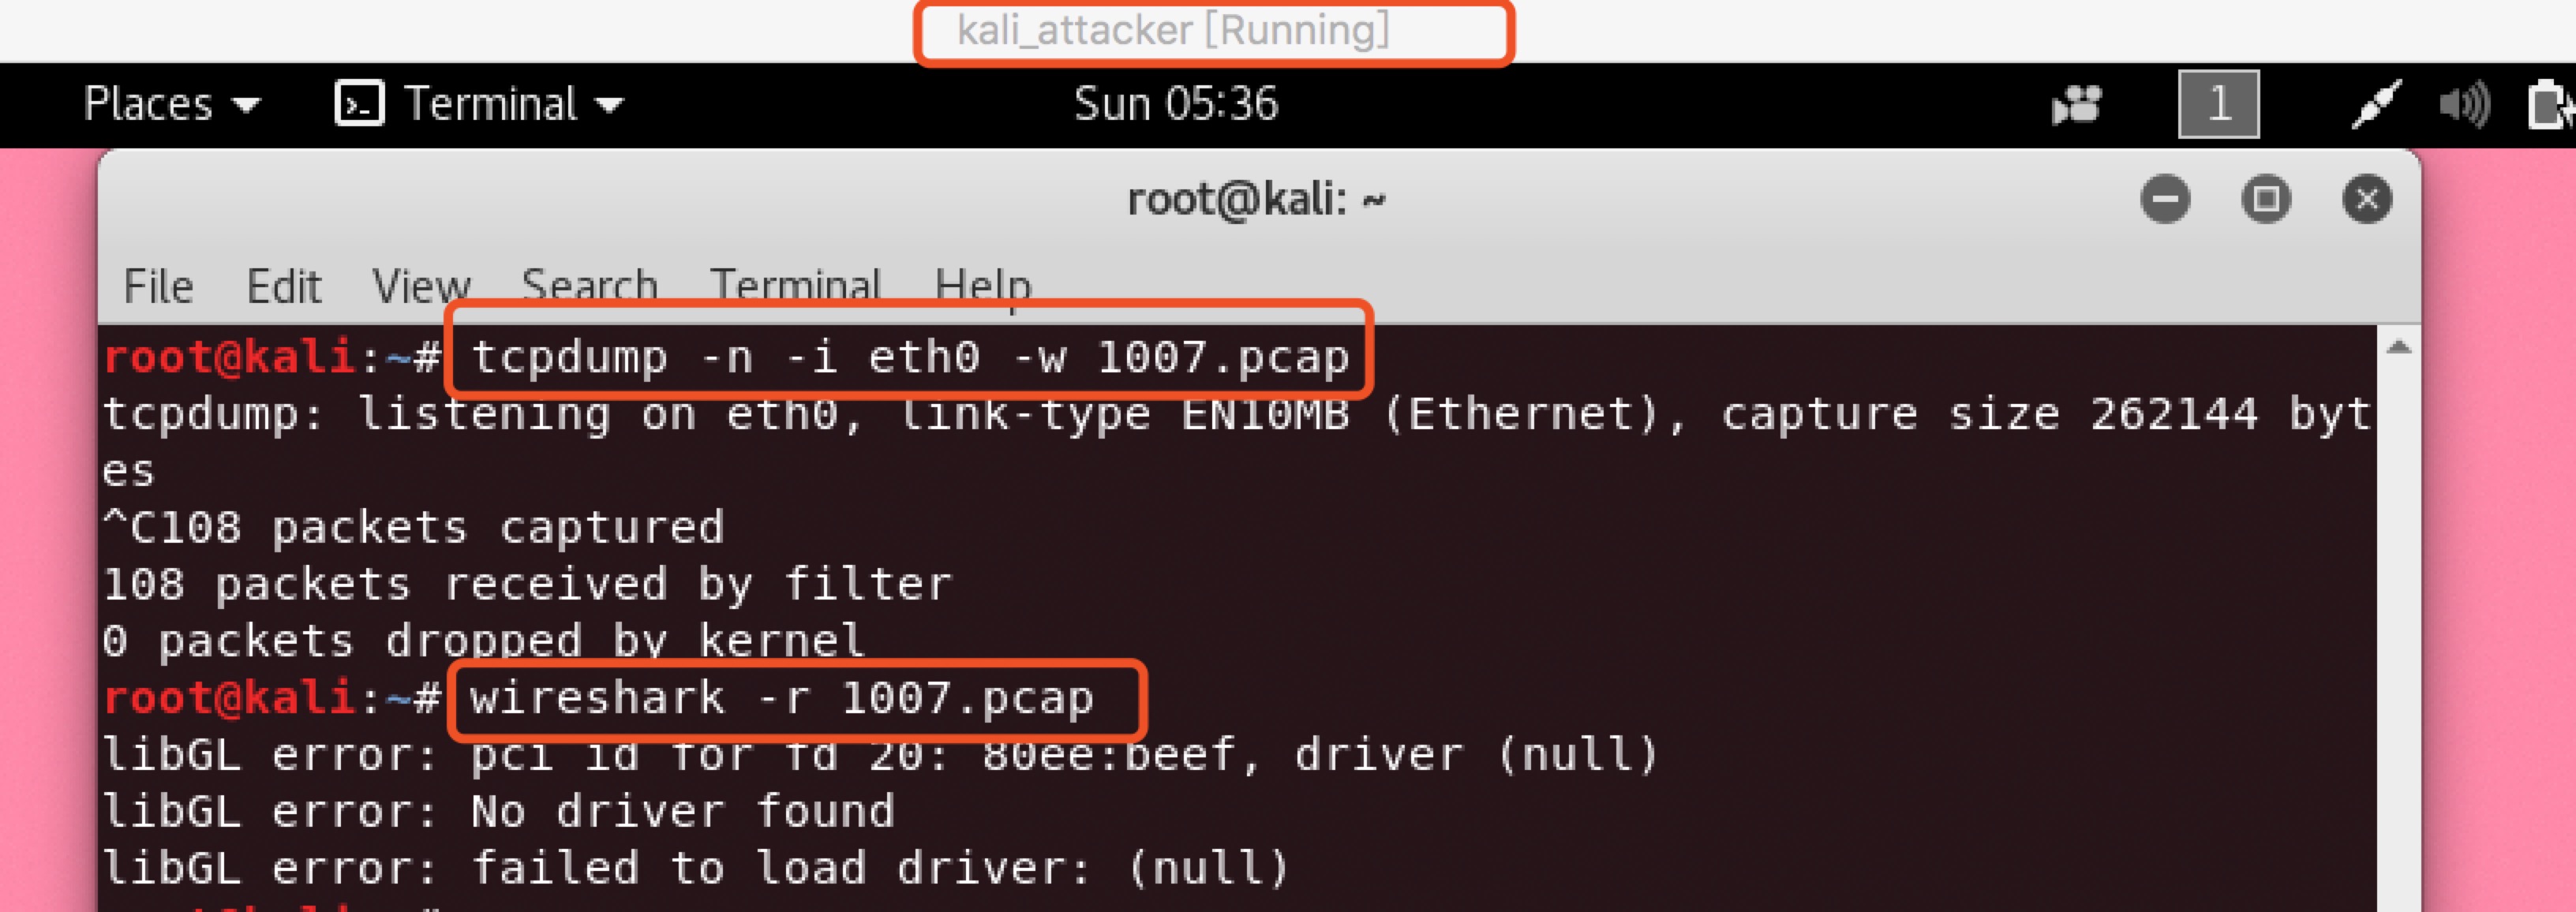 kali_attacker [Running]
Places Terminal Sun 05:36 1
root@kali: ~
File Edit View Search Terminal Help
root@kali:~# tcpdump -n -i eth0 -w 1007.pcap
tcpdump: listening on eth0, link-type EN10MB (Ethernet), capture size 262144 byt
es
^C108 packets captured
108 packets received by filter
0 packets dropped by kernel
root@kali:~# wireshark -r 1007.pcap
libGL error: pci id for fd 20: 80ee:beef, driver (null)
libGL error: No driver found
libGL error: failed to load driver: (null)